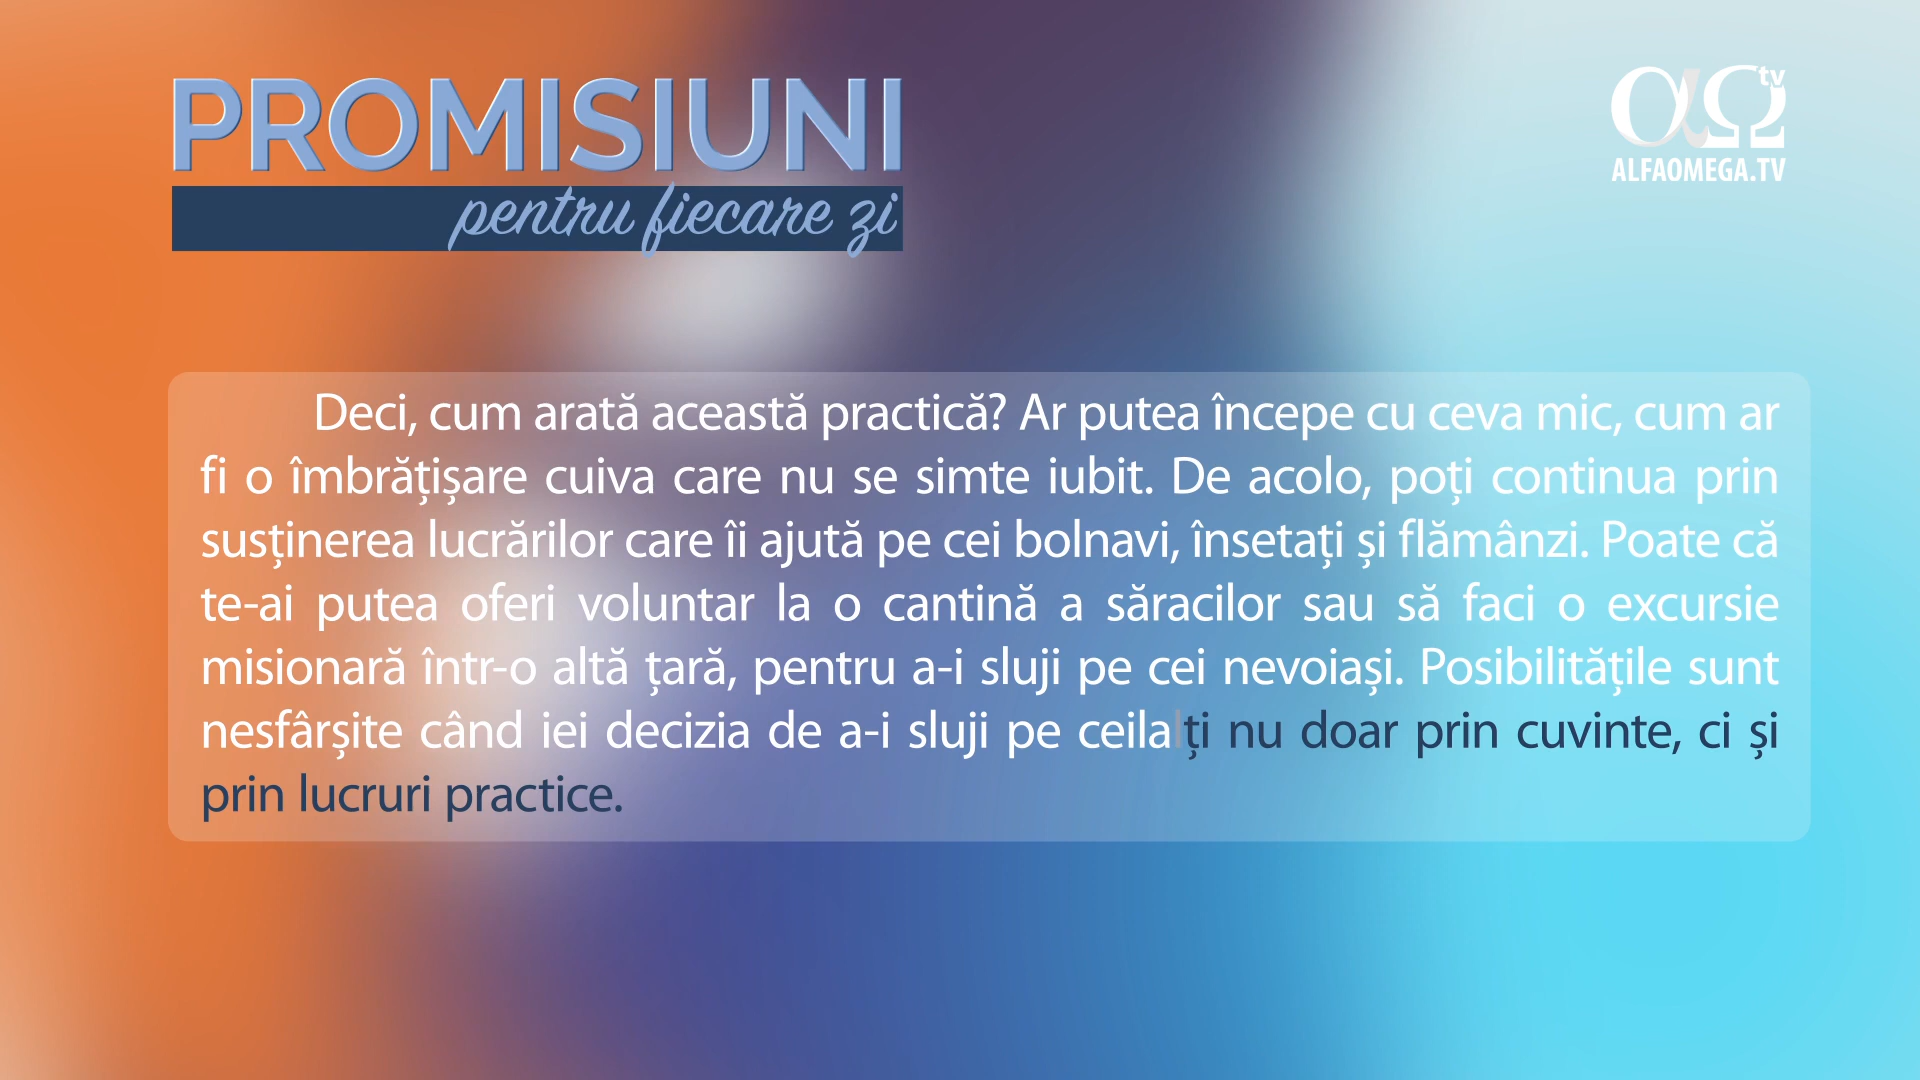 PROMISIUNI
pentru fiecare zi
tv
αΩ
ALFAOMEGA.TV
Deci, cum arată această practică? Ar putea începe cu ceva mic, cum ar
fi o îmbrățișare cuiva care nu se simte iubit. De acolo, poți continua prin
susținerea lucrărilor care îi ajută pe cei bolnavi, însetați și flămânzi. Poate că
te-ai putea oferi voluntar la o cantină a săracilor sau să faci o excursie
misionară într-o altă țară, pentru a-i sluji pe cei nevoiași. Posibilitățile sunt
nesfârșite când iei decizia de a-i sluji pe ceilalți nu doar prin cuvinte, ci și
prin lucruri practice.